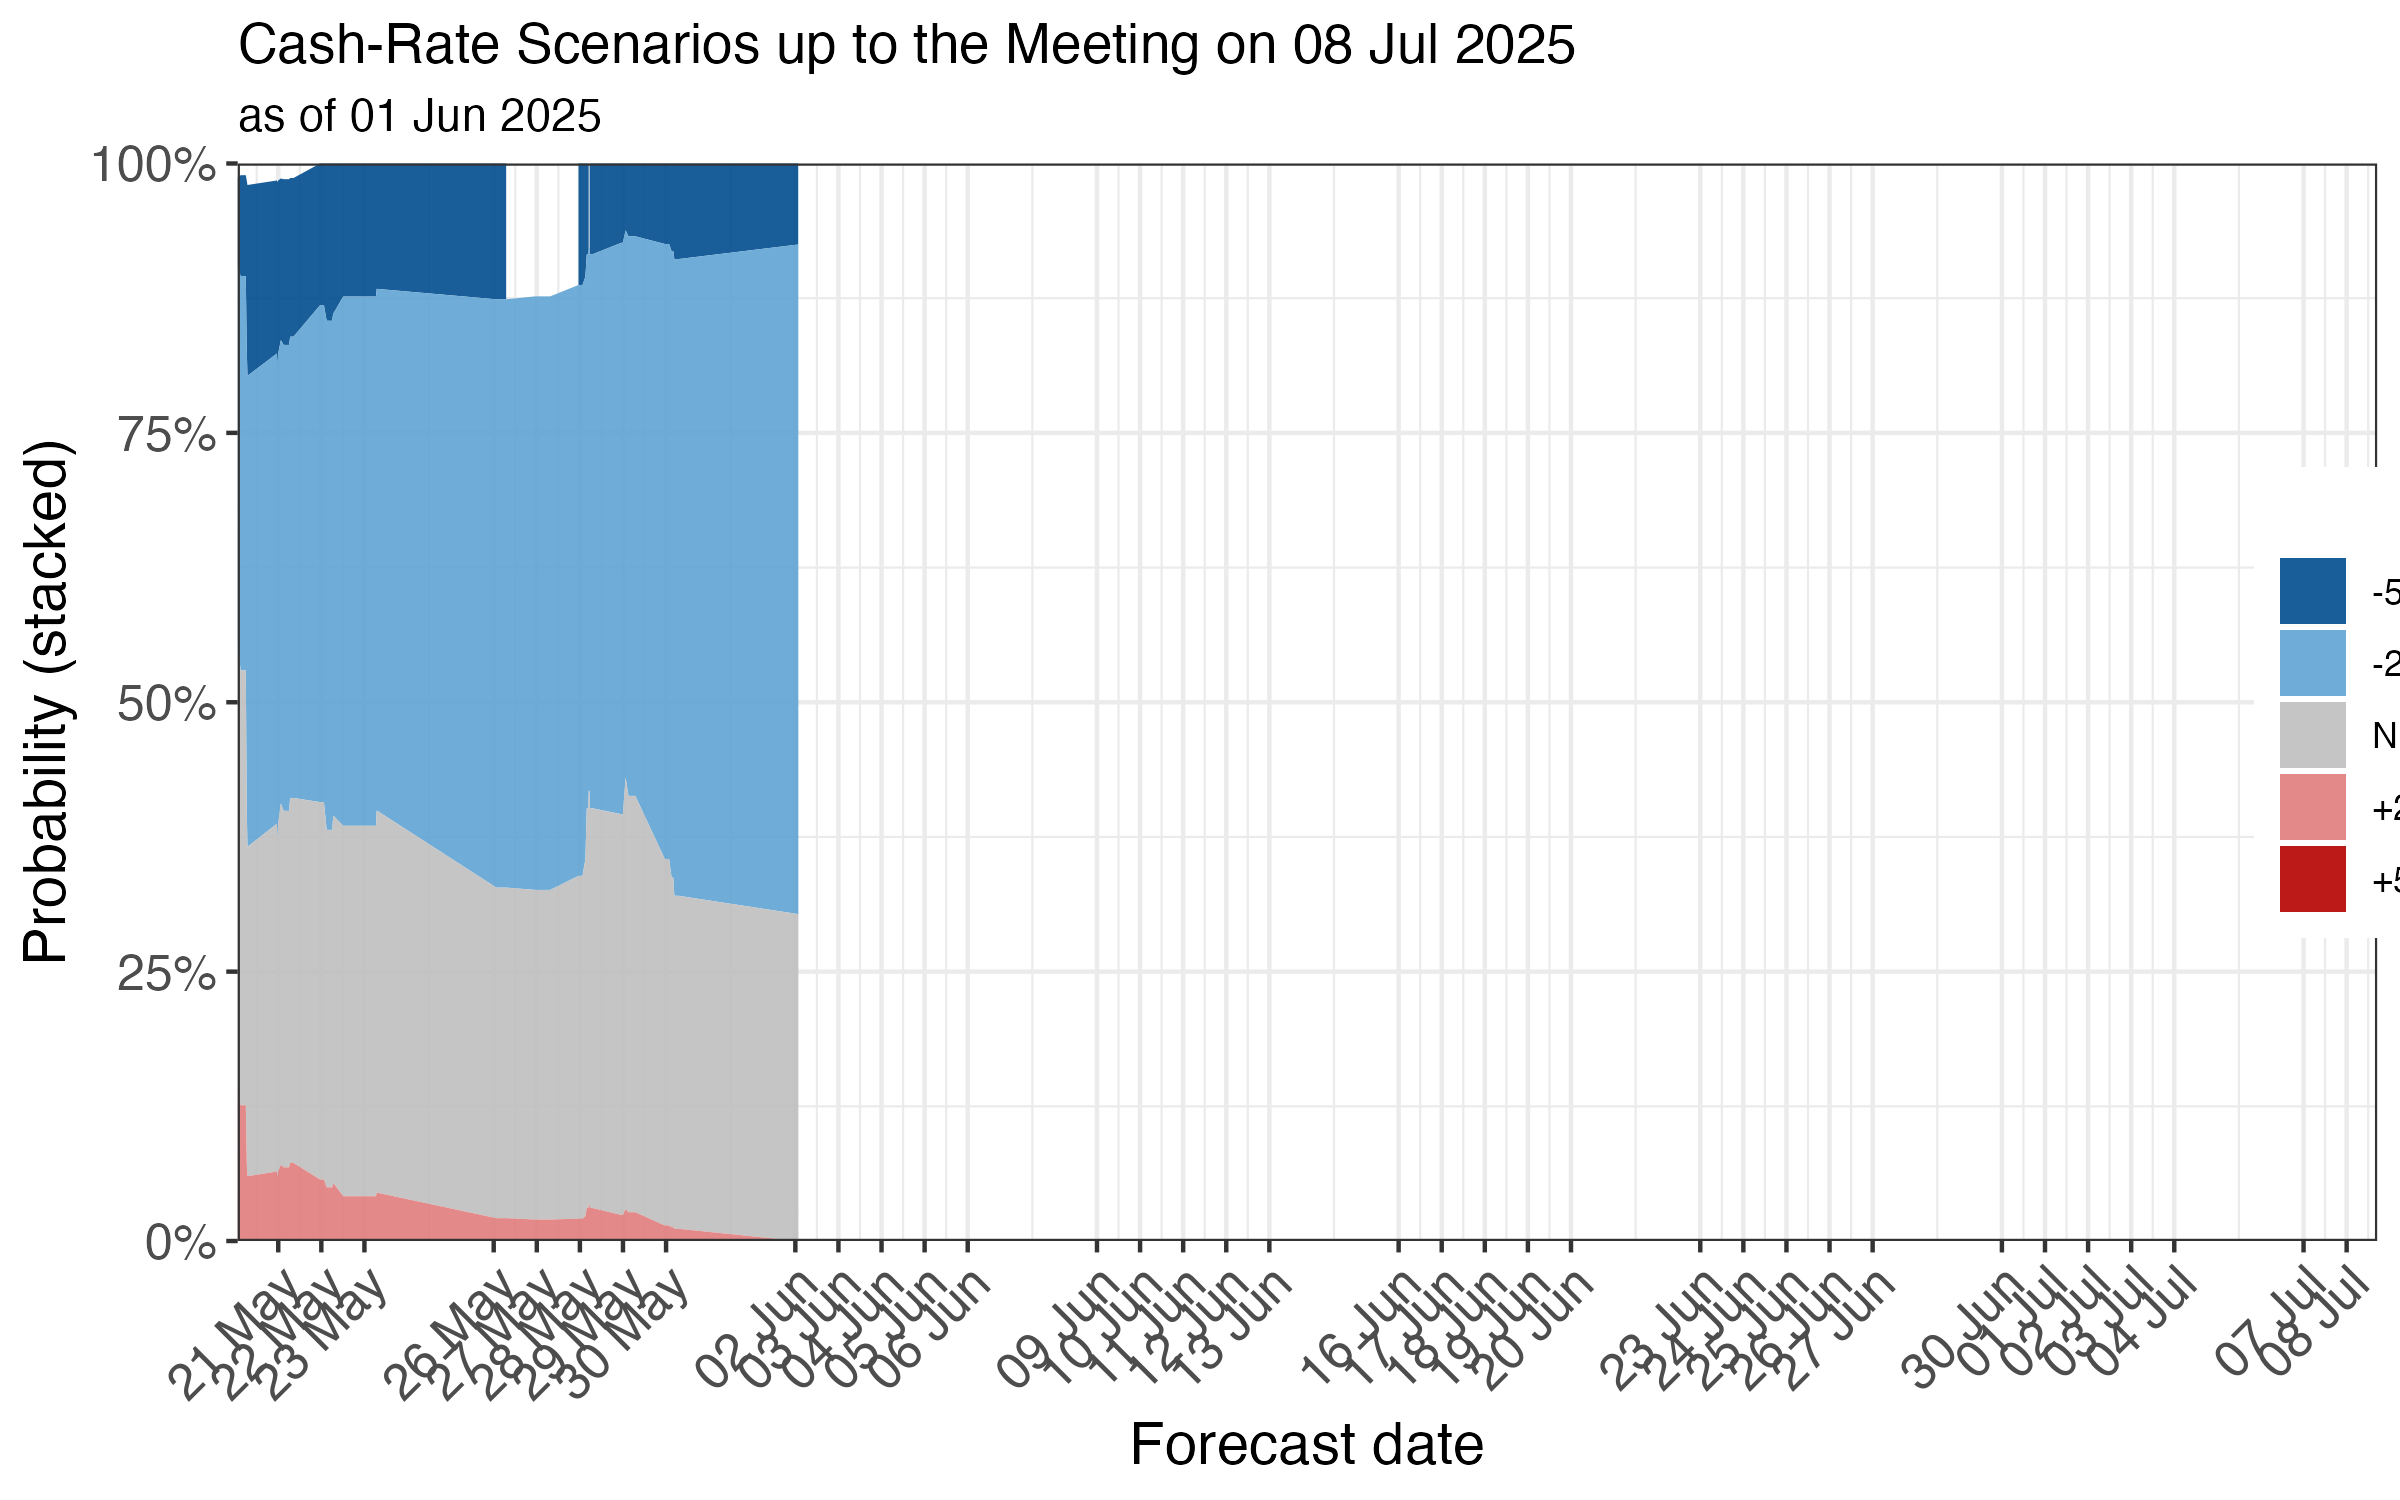 Cash-Rate Scenarios up to the Meeting on 08 Jul 2025
as of 01 Jun 2025
100%
75%
50%
25%
0%
Probability (stacked)
-5
-2
N
+2
+5
21 May
22 May
23 May
26 May
27 May
28 May
29 May
30 May
02 Jun
03 Jun
04 Jun
05 Jun
06 Jun
09 Jun
10 Jun
11 Jun
12 Jun
13 Jun
16 Jun
17 Jun
18 Jun
19 Jun
20 Jun
23 Jun
24 Jun
25 Jun
26 Jun
27 Jun
30 Jun
01 Jul
02 Jul
03 Jul
04 Jul
07 Jul
08 Jul
Forecast date